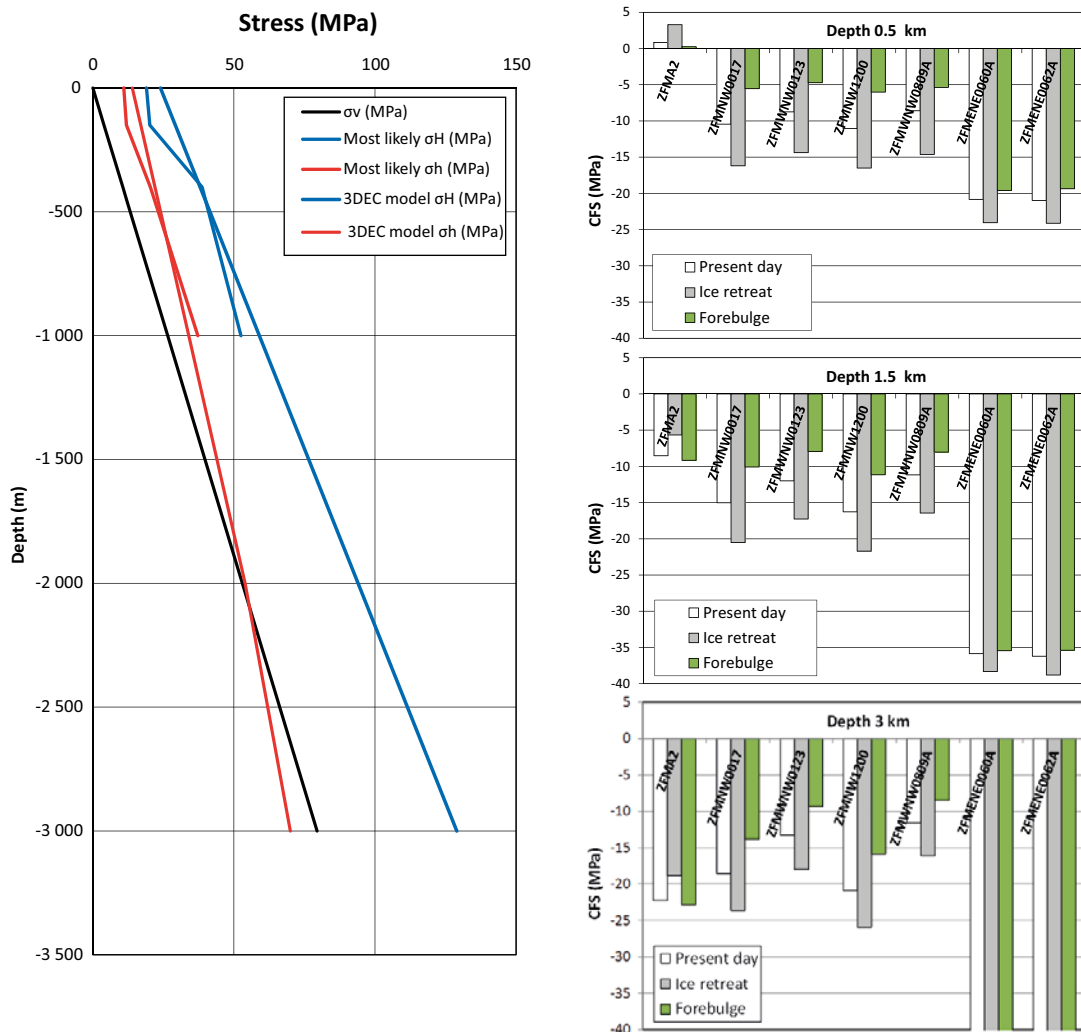 Stress (MPa)
0
50
100
150
0
-500
-1 000
-1 500
-2 000
-2 500
-3 000
-3 500
Depth (m)
σv (MPa)
Most likely σH (MPa)
Most likely σh (MPa)
3DEC model σH (MPa)
3DEC model σh (MPa)
Depth 0.5 km
5
0
-5
-10
-15
-20
-25
-30
-35
-40
CFS (MPa)
ZFMA2
ZFMNW0017
ZFMWNW0123
ZFMNW1200
ZFMWNW0809A
ZFMENE0060A
ZFMENE0062A
Present day
Ice retreat
Forebulge
Depth 1.5 km
5
0
-5
-10
-15
-20
-25
-30
-35
-40
CFS (MPa)
ZFMA2
ZFMNW0017
ZFMWNW0123
ZFMNW1200
ZFMWNW0809A
ZFMENE0060A
ZFMENE0062A
Present day
Ice retreat
Forebulge
Depth 3 km
5
0
-5
-10
-15
-20
-25
-30
-35
-40
CFS (MPa)
ZFMA2
ZFMNW0017
ZFMWNW0123
ZFMNW1200
ZFMWNW0809A
ZFMENE0060A
ZFMENE0062A
Present day
Ice retreat
Forebulge